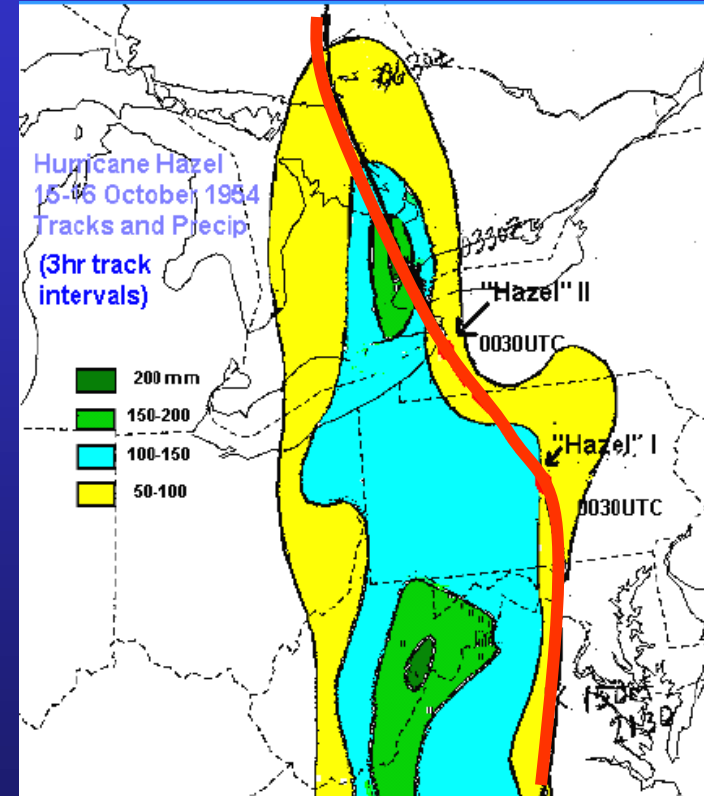 Hurricane Hazel
15-16 October 1954
Tracks and Precip
(3hr track
intervals)
0330Z
"Hazel" II
0030UTC
200 mm
150-200
100-150
50-100
"Hazel" I
0030UTC